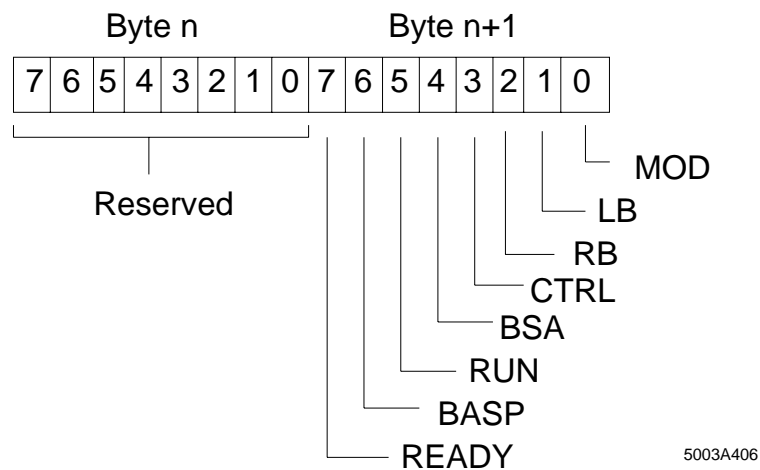 Byte n Byte n+1
7 6 5 4 3 2 1 0 7 6 5 4 3 2 1 0
MOD
Reserved
LB
RB
CTRL
BSA
RUN
BASP
READY
5003A406